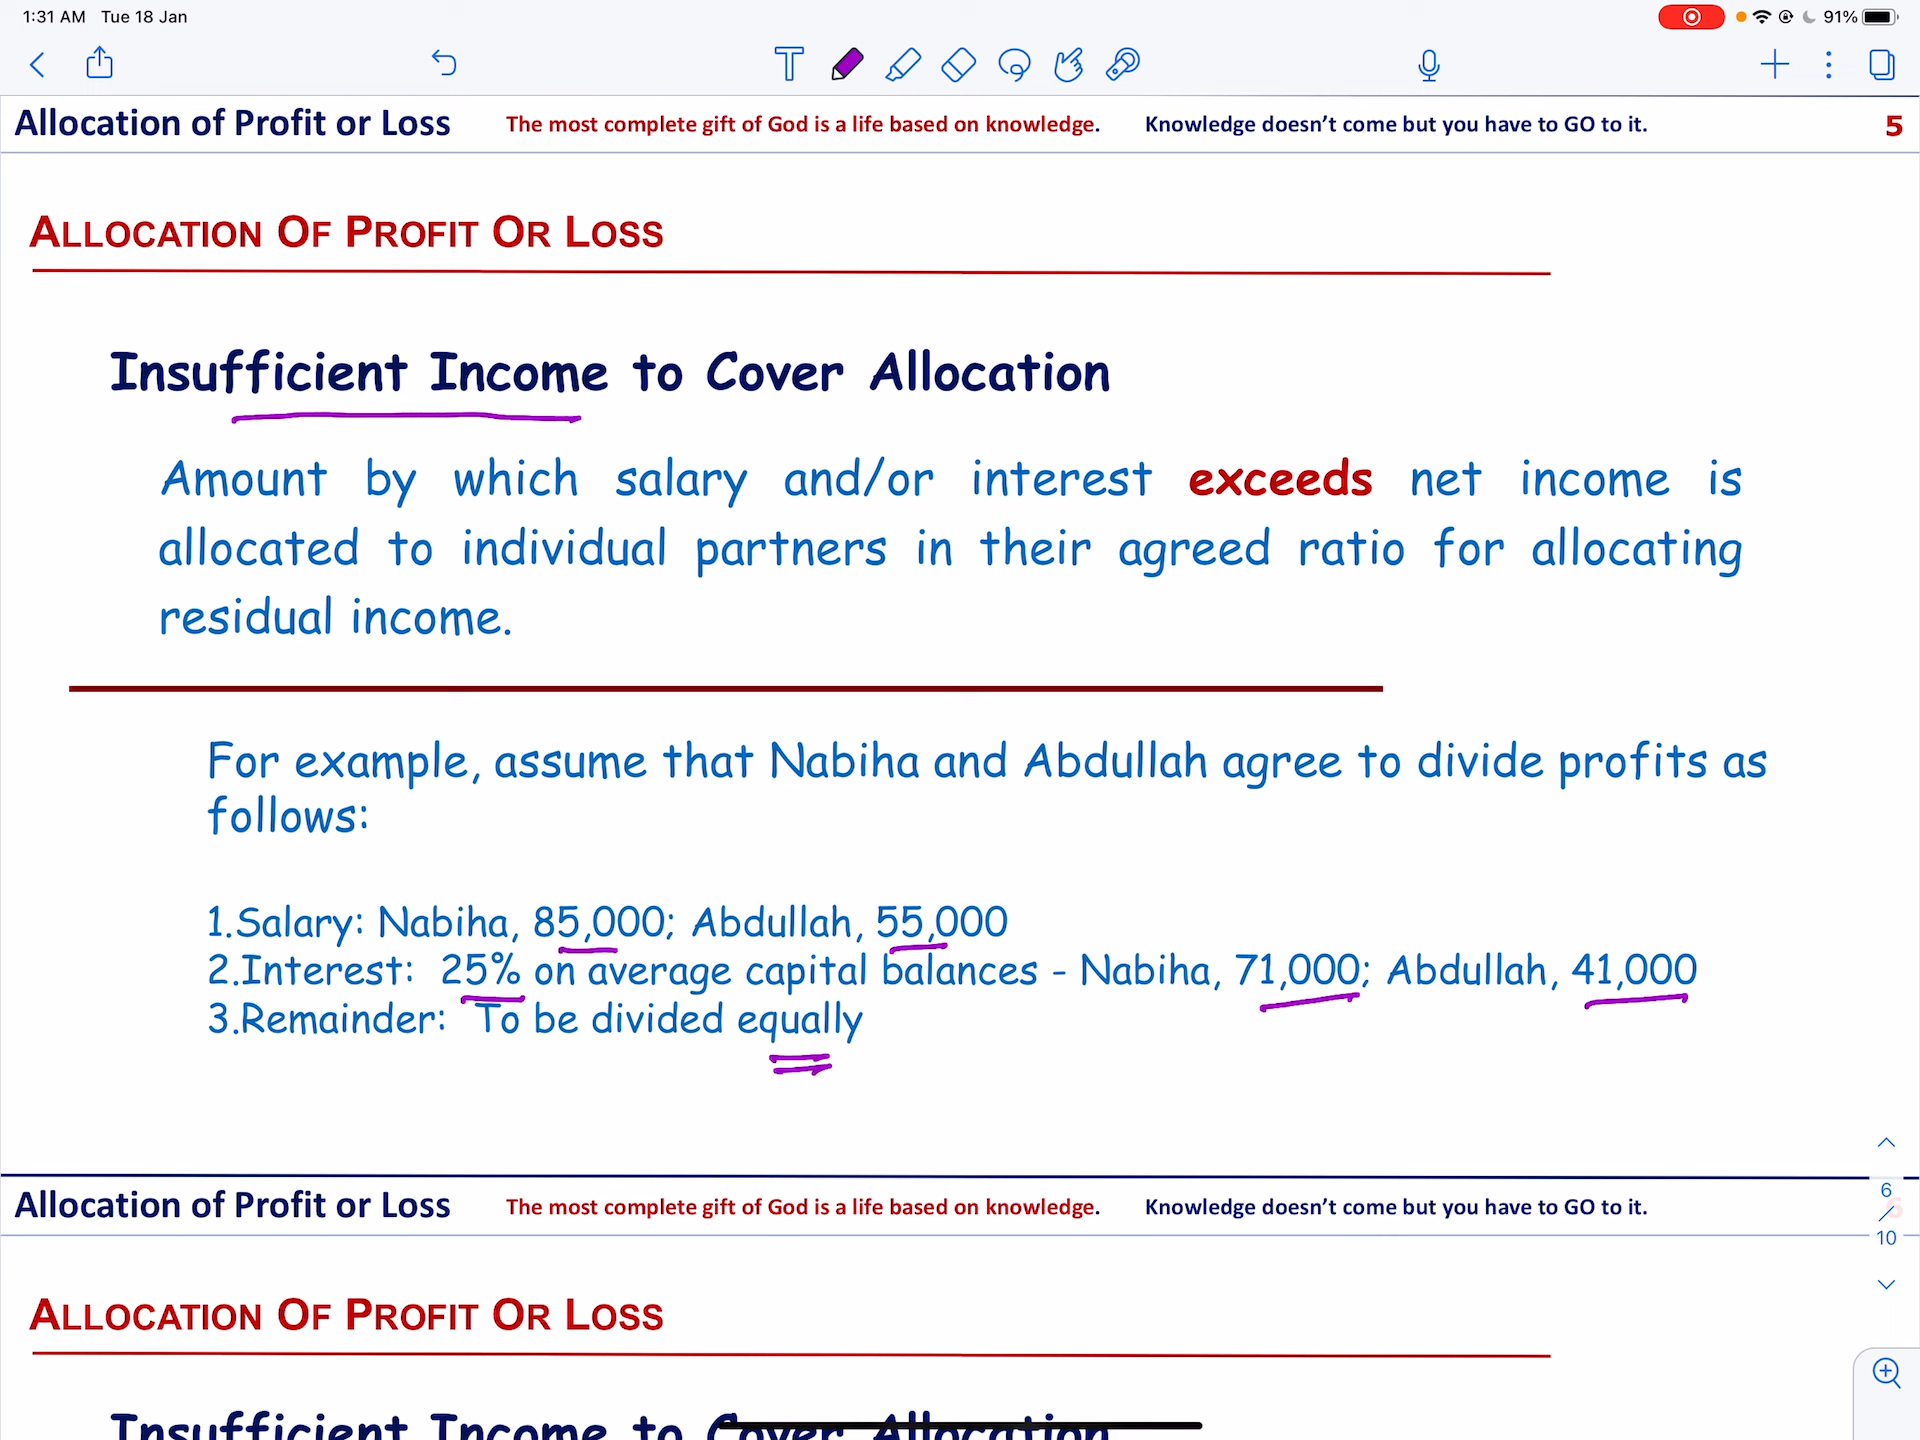 1:31 AM Tue 18 Jan
91%
Allocation of Profit or Loss The most complete gift of God is a life based on knowledge. Knowledge doesn’t come but you have to GO to it. 5
ALLOCATION OF PROFIT OR LOSS
Insufficient Income to Cover Allocation
Amount by which salary and/or interest exceeds net income is
allocated to individual partners in their agreed ratio for allocating
residual income.
For example, assume that Nabiha and Abdullah agree to divide profits as
follows:
1.Salary: Nabiha, 85,000; Abdullah, 55,000
2.Interest: 25% on average capital balances - Nabiha, 71,000; Abdullah, 41,000
3.Remainder: To be divided equally
Allocation of Profit or Loss The most complete gift of God is a life based on knowledge. Knowledge doesn’t come but you have to GO to it. 6
6
/
10
ALLOCATION OF PROFIT OR LOSS
Insufficient Income to Cover Allocation